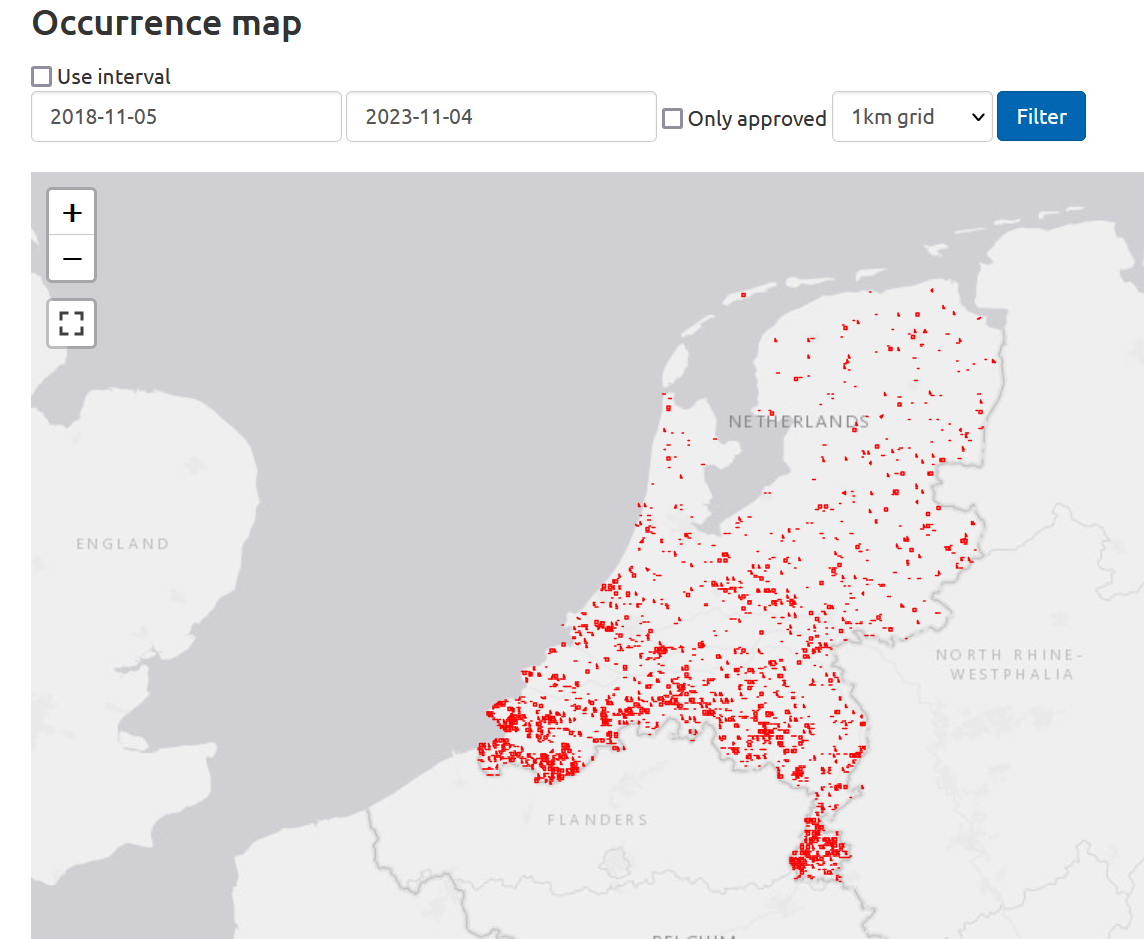 Occurrence map
Use interval
2018-11-05 2023-11-04 Only approved 1km grid Filter
+
−
NETHERLANDS
ENGLAND
NORTH RHINE-
WESTPHALIA
FLANDERS
BELGIUM